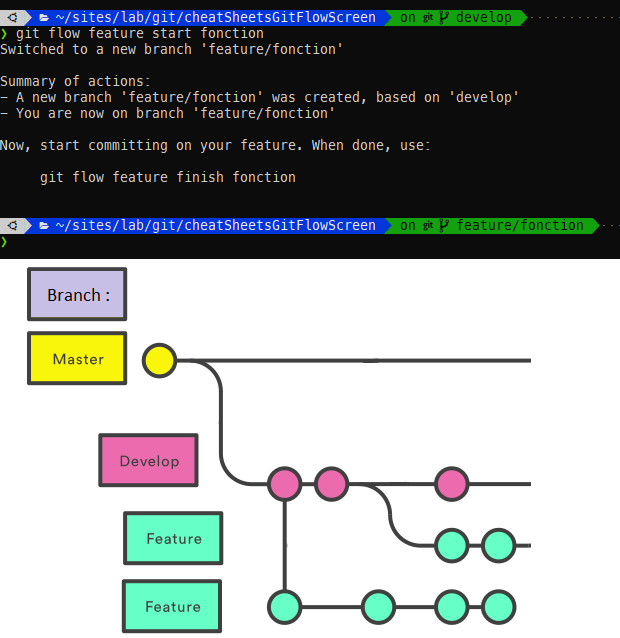 ~/sites/lab/git/cheatSheetsGitFlowScreen on git develop
❯ git flow feature start fonction
Switched to a new branch 'feature/fonction'
Summary of actions:
- A new branch 'feature/fonction' was created, based on 'develop'
- You are now on branch 'feature/fonction'
Now, start committing on your feature. When done, use:
git flow feature finish fonction
~/sites/lab/git/cheatSheetsGitFlowScreen on git feature/fonction
❯
Branch :
Master
Develop
Feature
Feature